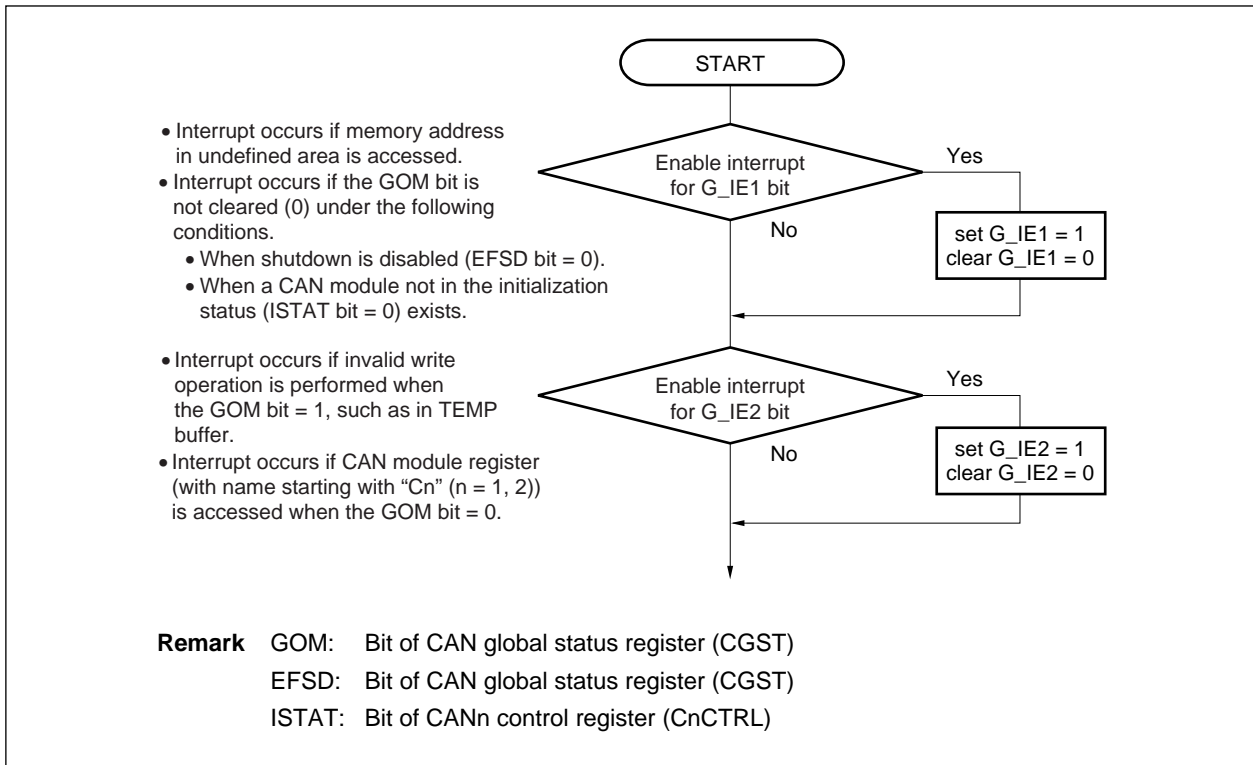 START
• Interrupt occurs if memory address
in undefined area is accessed.
• Interrupt occurs if the GOM bit is
not cleared (0) under the following
conditions.
• When shutdown is disabled (EFSD bit = 0).
• When a CAN module not in the initialization
status (ISTAT bit = 0) exists.
Enable interrupt
for G_IE1 bit
Yes
No
set G_IE1 = 1
clear G_IE1 = 0
• Interrupt occurs if invalid write
operation is performed when
the GOM bit = 1, such as in TEMP
buffer.
• Interrupt occurs if CAN module register
(with name starting with “Cn” (n = 1, 2))
is accessed when the GOM bit = 0.
Enable interrupt
for G_IE2 bit
Yes
No
set G_IE2 = 1
clear G_IE2 = 0
Remark GOM: Bit of CAN global status register (CGST)
EFSD: Bit of CAN global status register (CGST)
ISTAT: Bit of CANn control register (CnCTRL)